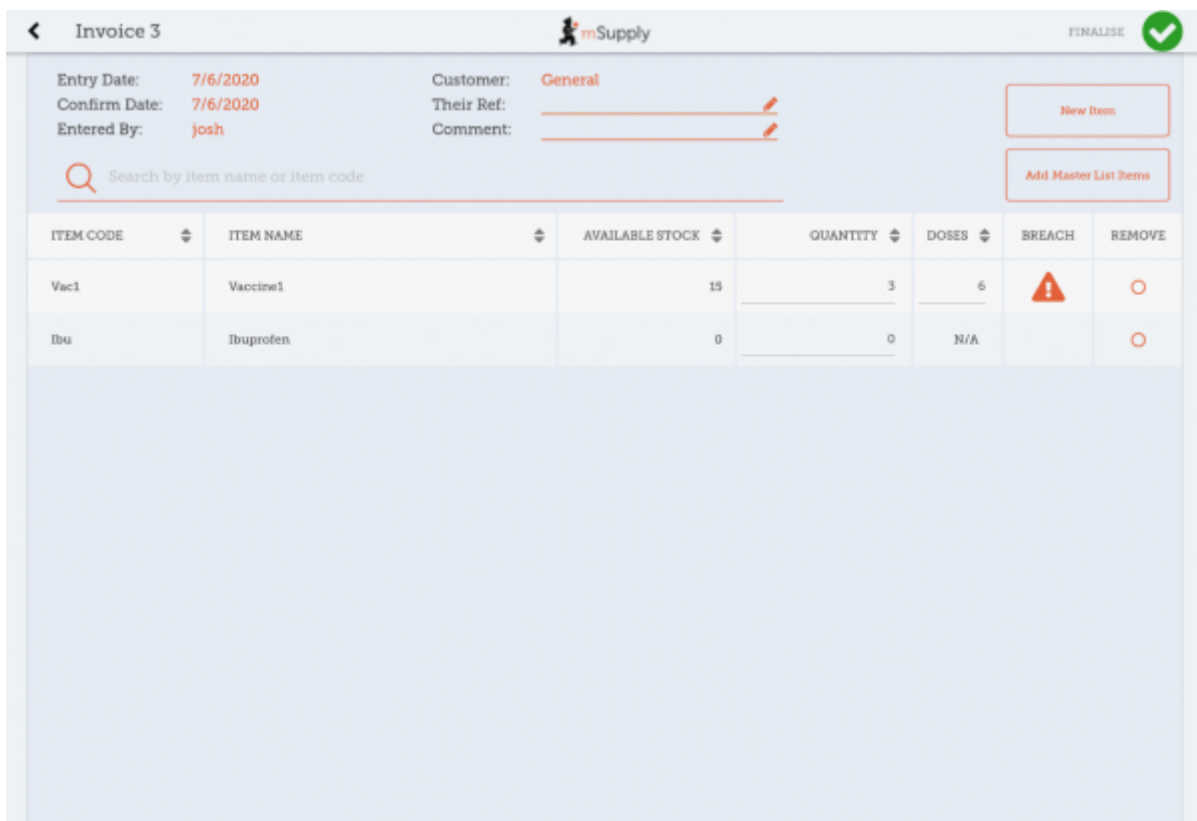 Invoice 3
mSupply
FINALISE
Entry Date: 7/6/2020
Customer: General
Confirm Date: 7/6/2020
Their Ref:
Entered By: josh
Comment:
New Item
Search by item name or item code
Add Master List Items
ITEM CODE ITEM NAME AVAILABLE STOCK QUANTITY DOSES BREACH REMOVE
Vac1 Vaccine1 15 3 6
Ibu Ibuprofen 0 0 N/A